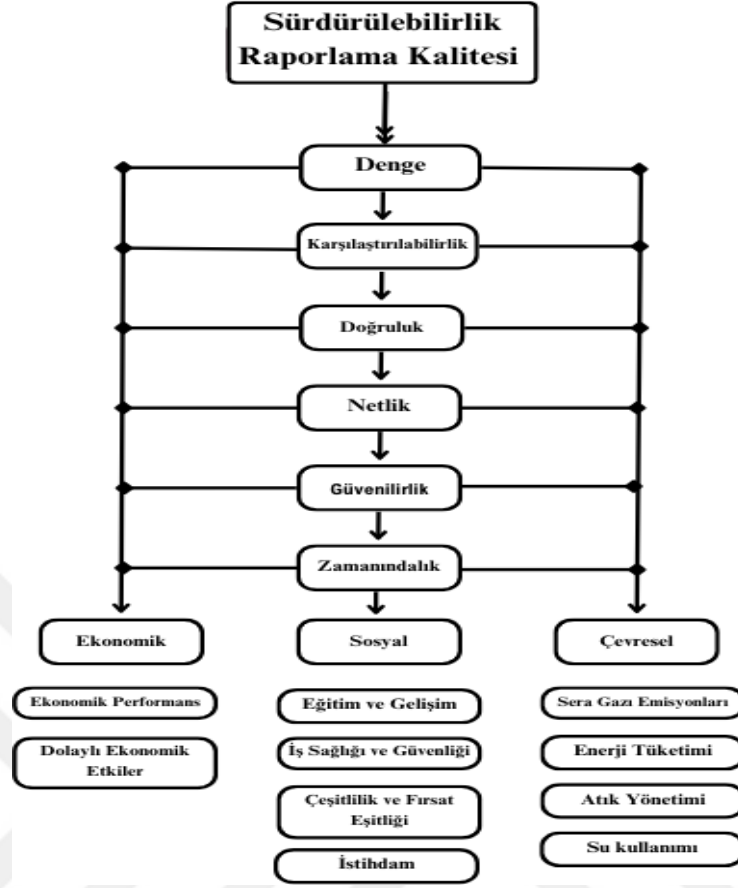 Sürdürülebilirlik
Raporlama Kalitesi
Denge
Karşılaştırılabilirlik
Doğruluk
Netlik
Güvenilirlik
Zamanındalık
Ekonomik
Sosyal
Çevresel
Ekonomik Performans
Eğitim ve Gelişim
Sera Gazı Emisyonları
Dolaylı Ekonomik
Etkiler
İş Sağlığı ve Güvenliği
Enerji Tüketimi
Çeşitlilik ve Fırsat
Eşitliği
Atık Yönetimi
İstihdam
Su kullanımı